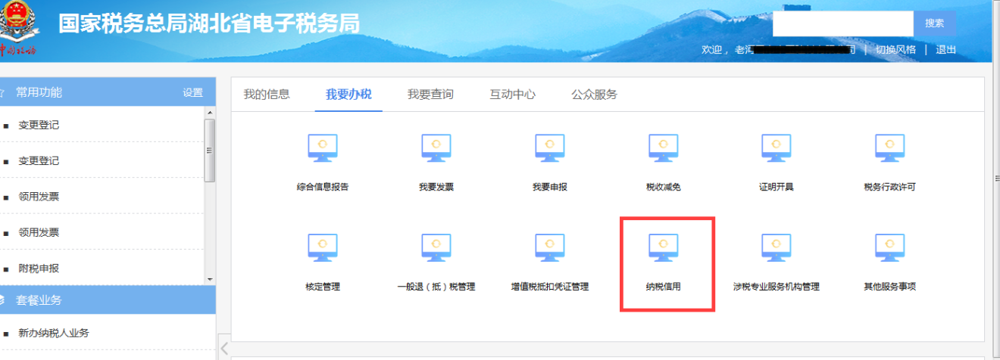 国家税务总局湖北省电子税务局
中国税务
搜索
欢迎， 老河 司 | 切换风格 | 退出
常用功能 设置
变更登记
变更登记
领用发票
领用发票
附税申报
套餐业务
新办纳税人业务
我的信息 我要办税 我要查询 互动中心 公众服务
综合信息报告 我要发票 我要申报 税收减免 证明开具 税务行政许可
核定管理 一般退（抵）税管理 增值税抵扣凭证管理 纳税信用 涉税专业服务机构管理 其他服务事项